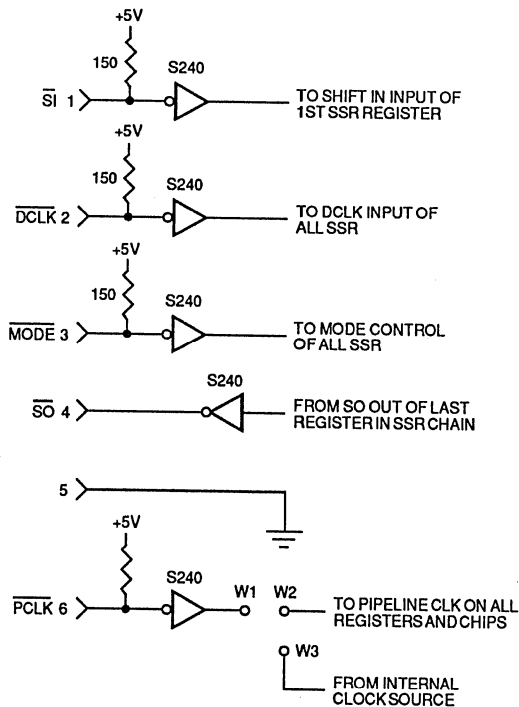 +5V
150
S240
SI 1
TO SHIFT IN INPUT OF
1ST SSR REGISTER
+5V
150
S240
DCLK 2
TO DCLK INPUT OF
ALL SSR
+5V
150
S240
MODE 3
TO MODE CONTROL
OF ALL SSR
S240
SO 4
FROM SO OUT OF LAST
REGISTER IN SSR CHAIN
5
+5V
S240
W1 W2
PCLK 6
TO PIPELINE CLK ON ALL
REGISTERS AND CHIPS
W3
FROM INTERNAL
CLOCK SOURCE